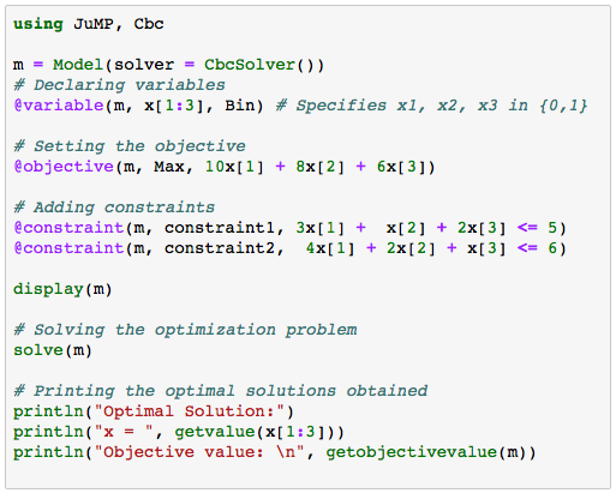 using JuMP, Cbc
m = Model(solver = CbcSolver())
# Declaring variables
@variable(m, x[1:3], Bin) # Specifies x1, x2, x3 in {0,1}
# Setting the objective
@objective(m, Max, 10x[1] + 8x[2] + 6x[3])
# Adding constraints
@constraint(m, constraint1, 3x[1] +  x[2] + 2x[3] <= 5)
@constraint(m, constraint2,  4x[1] + 2x[2] + x[3] <= 6)
display(m)
# Solving the optimization problem
solve(m)
# Printing the optimal solutions obtained
println("Optimal Solution:")
println("x = ", getvalue(x[1:3]))
println("Objective value: \n", getobjectivevalue(m))